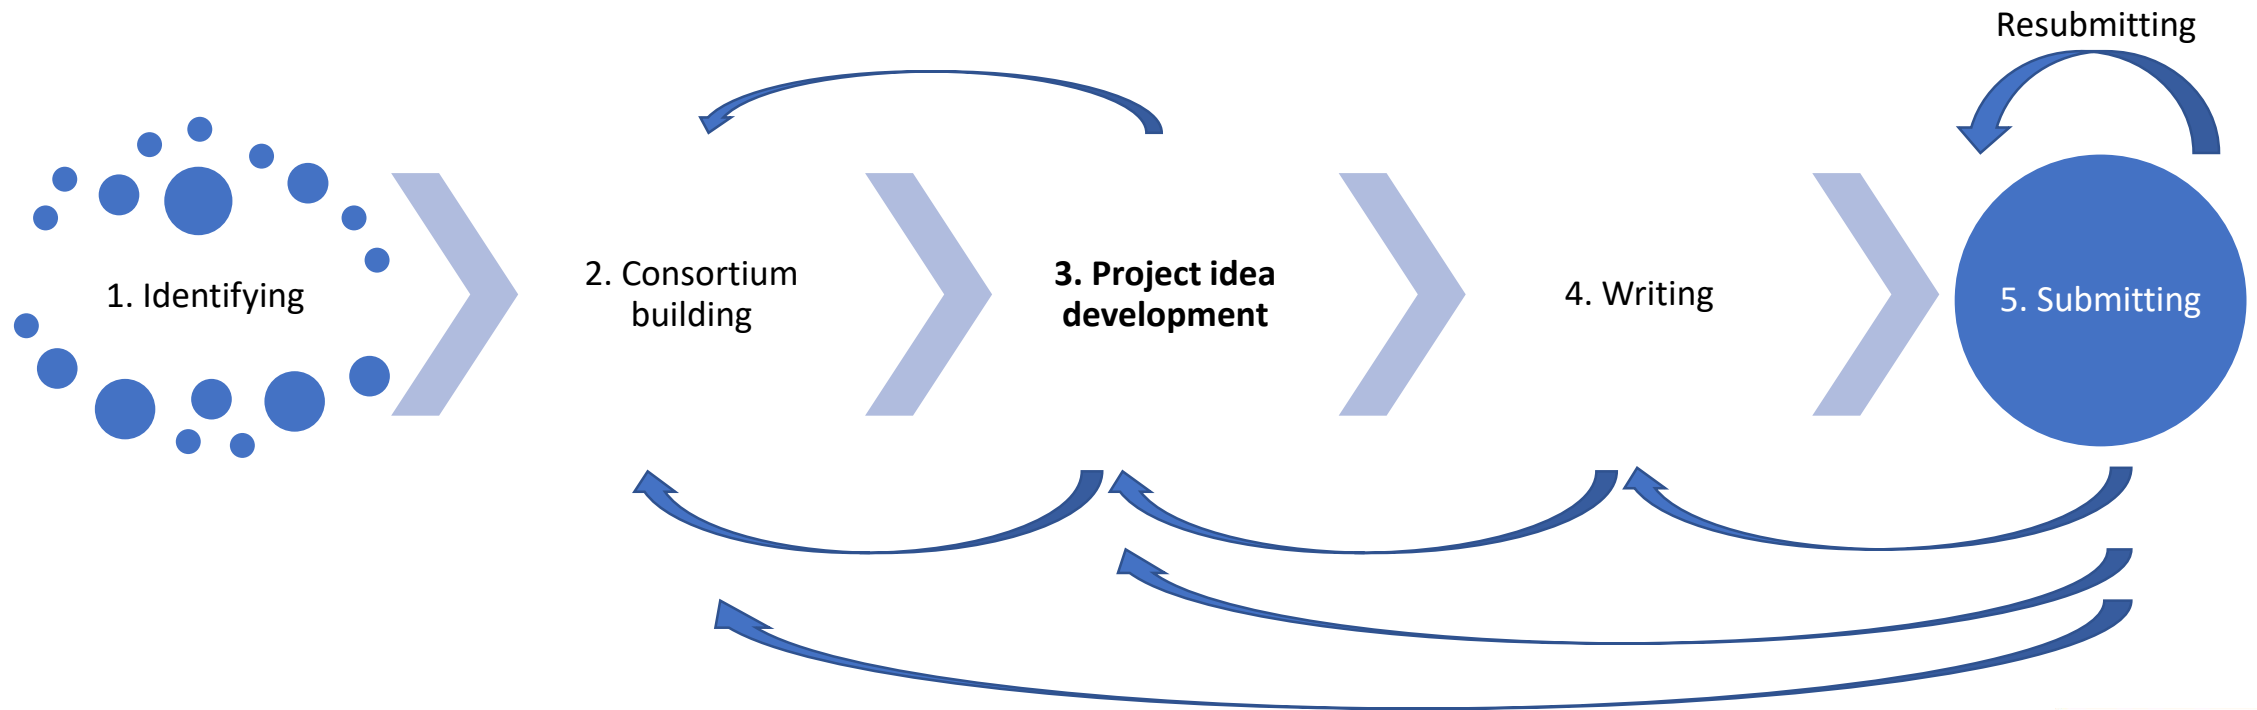 Resubmitting
1. Identifying
2. Consortium
building
3. Project idea
development
4. Writing
5. Submitting